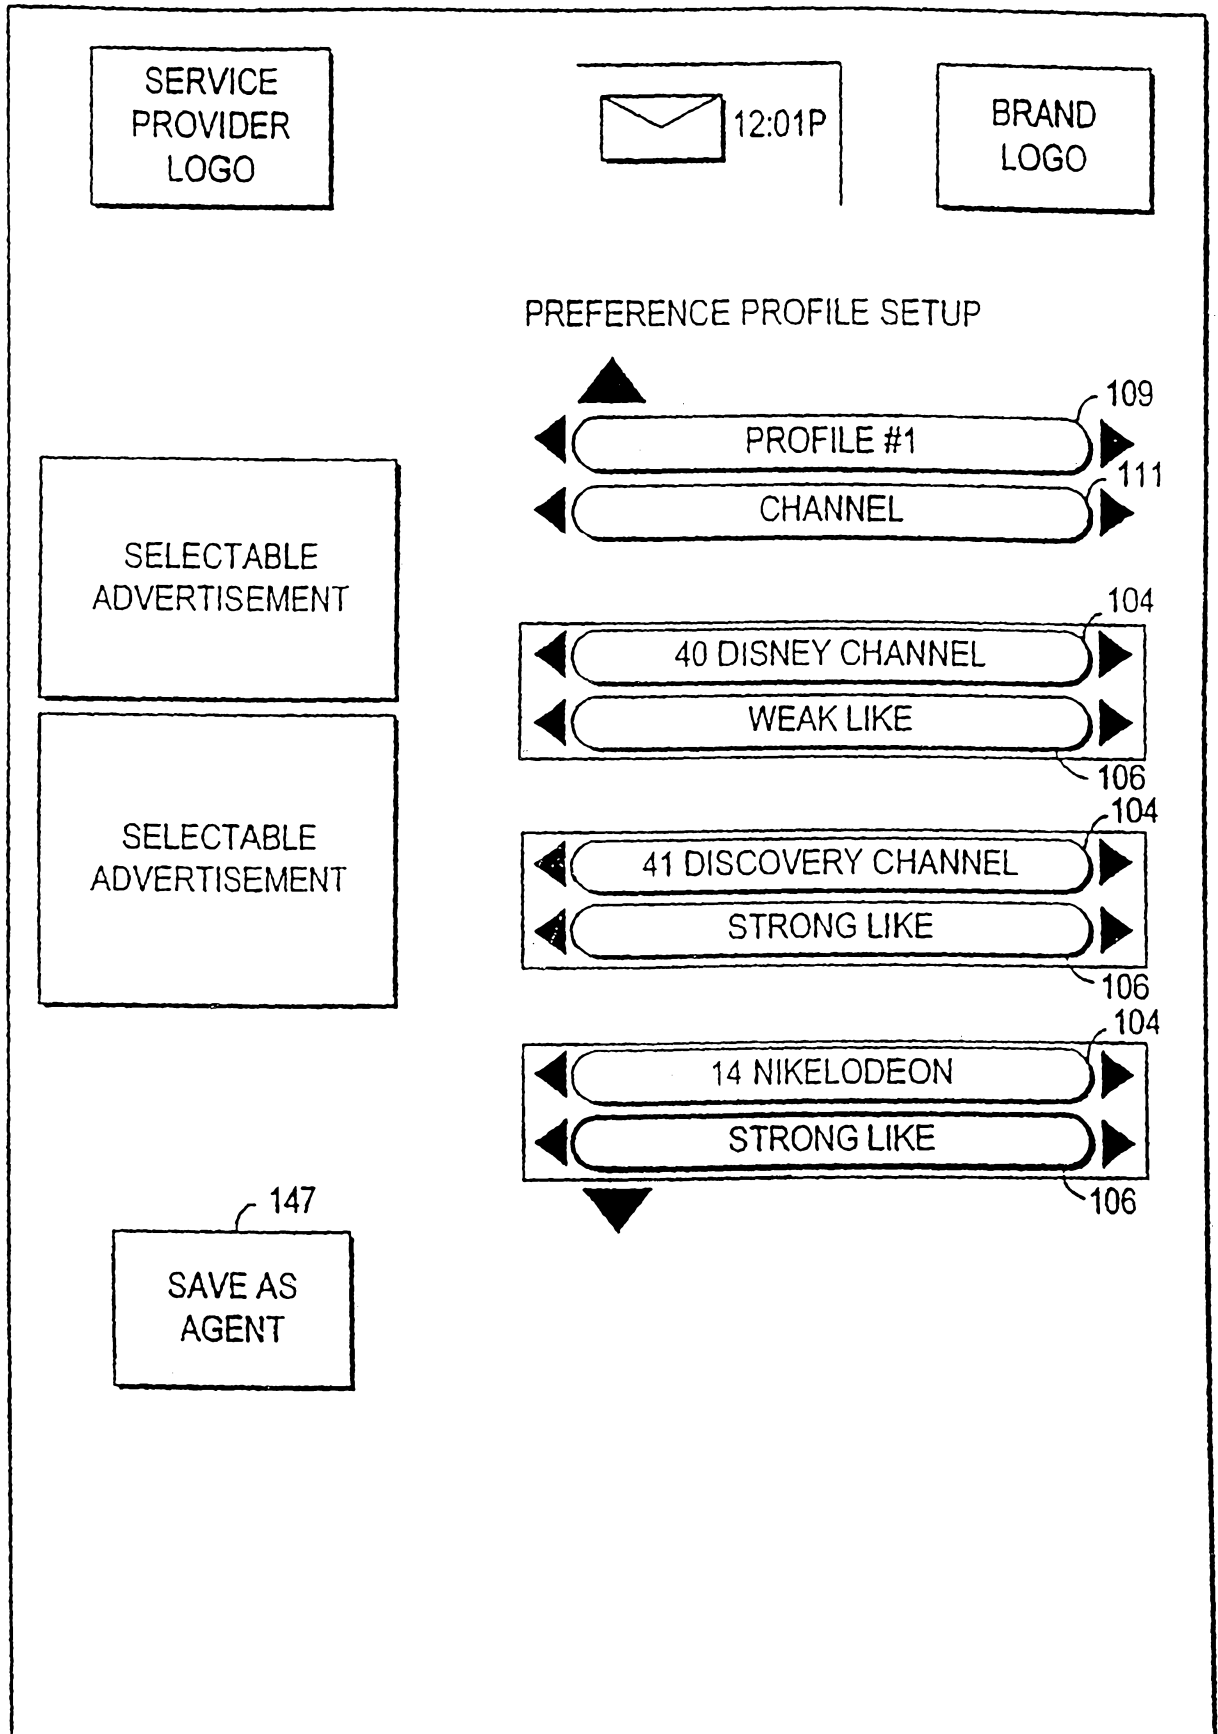 SERVICE
PROVIDER
LOGO
12:01P
BRAND
LOGO
PREFERENCE PROFILE SETUP
109
PROFILE #1
111
CHANNEL
SELECTABLE
ADVERTISEMENT
104
40 DISNEY CHANNEL
WEAK LIKE
106
SELECTABLE
ADVERTISEMENT
104
41 DISCOVERY CHANNEL
STRONG LIKE
106
104
14 NIKELODEON
STRONG LIKE
106
147
SAVE AS
AGENT